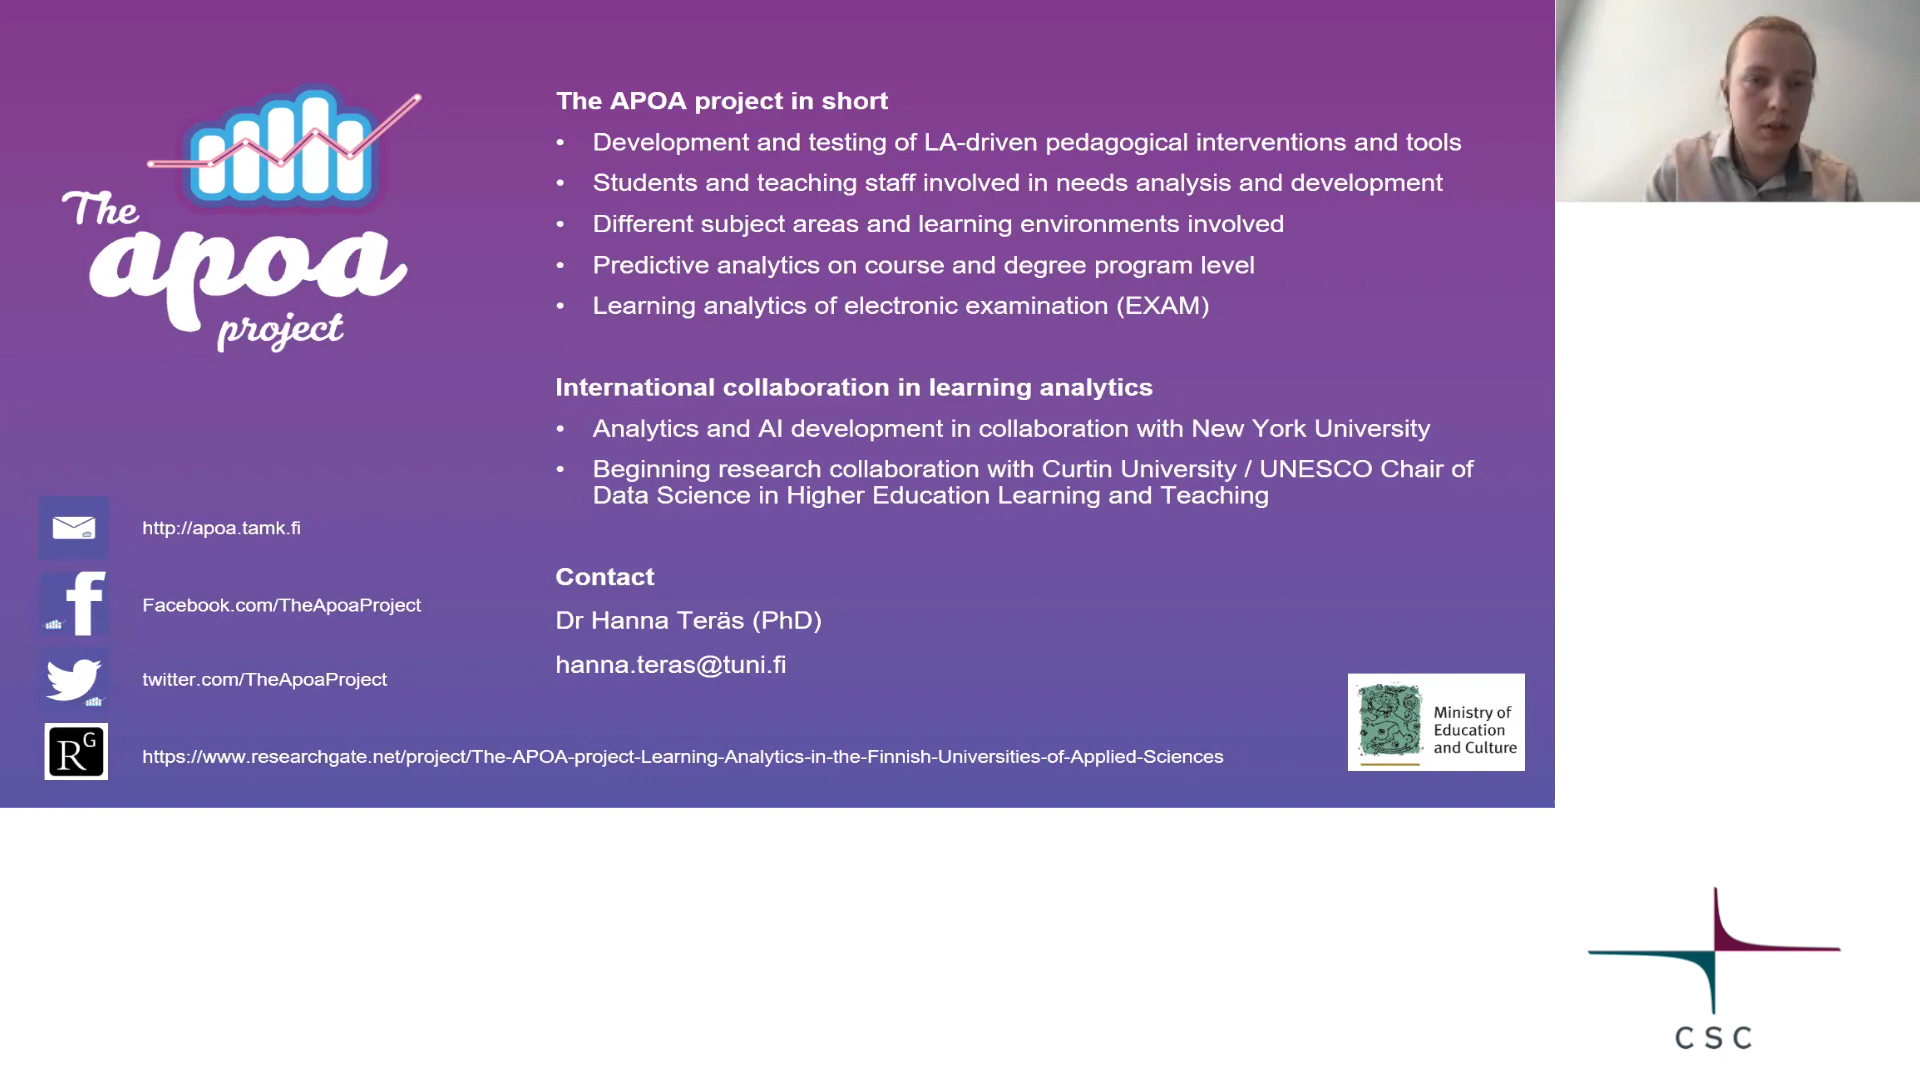 The
apoa
project
The APOA project in short
• Development and testing of LA-driven pedagogical interventions and tools
• Students and teaching staff involved in needs analysis and development
• Different subject areas and learning environments involved
• Predictive analytics on course and degree program level
• Learning analytics of electronic examination (EXAM)
International collaboration in learning analytics
• Analytics and AI development in collaboration with New York University
• Beginning research collaboration with Curtin University / UNESCO Chair of
Data Science in Higher Education Learning and Teaching
Contact
Dr Hanna Teräs (PhD)
hanna.teras@tuni.fi
http://apoa.tamk.fi
f
Facebook.com/TheApoaProject
twitter.com/TheApoaProject
RG
https://www.researchgate.net/project/The-APOA-project-Learning-Analytics-in-the-Finnish-Universities-of-Applied-Sciences
Ministry of
Education
and Culture
CSC